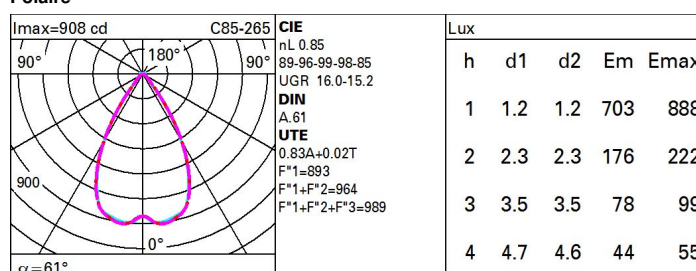 Polaire
Imax=908 cd C85-265
90° 180° 90°
900
0°
α=61°
CIE
nL 0.85
89-96-99-98-85
UGR 16.0-15.2
DIN
A.61
UTE
0.83A+0.02T
F"1=893
F"1+F"2=964
F"1+F"2+F"3=989
Lux
h d1 d2 Em Emax
1 1.2 1.2 703 888
2 2.3 2.3 176 222
3 3.5 3.5 78 99
4 4.7 4.6 44 55